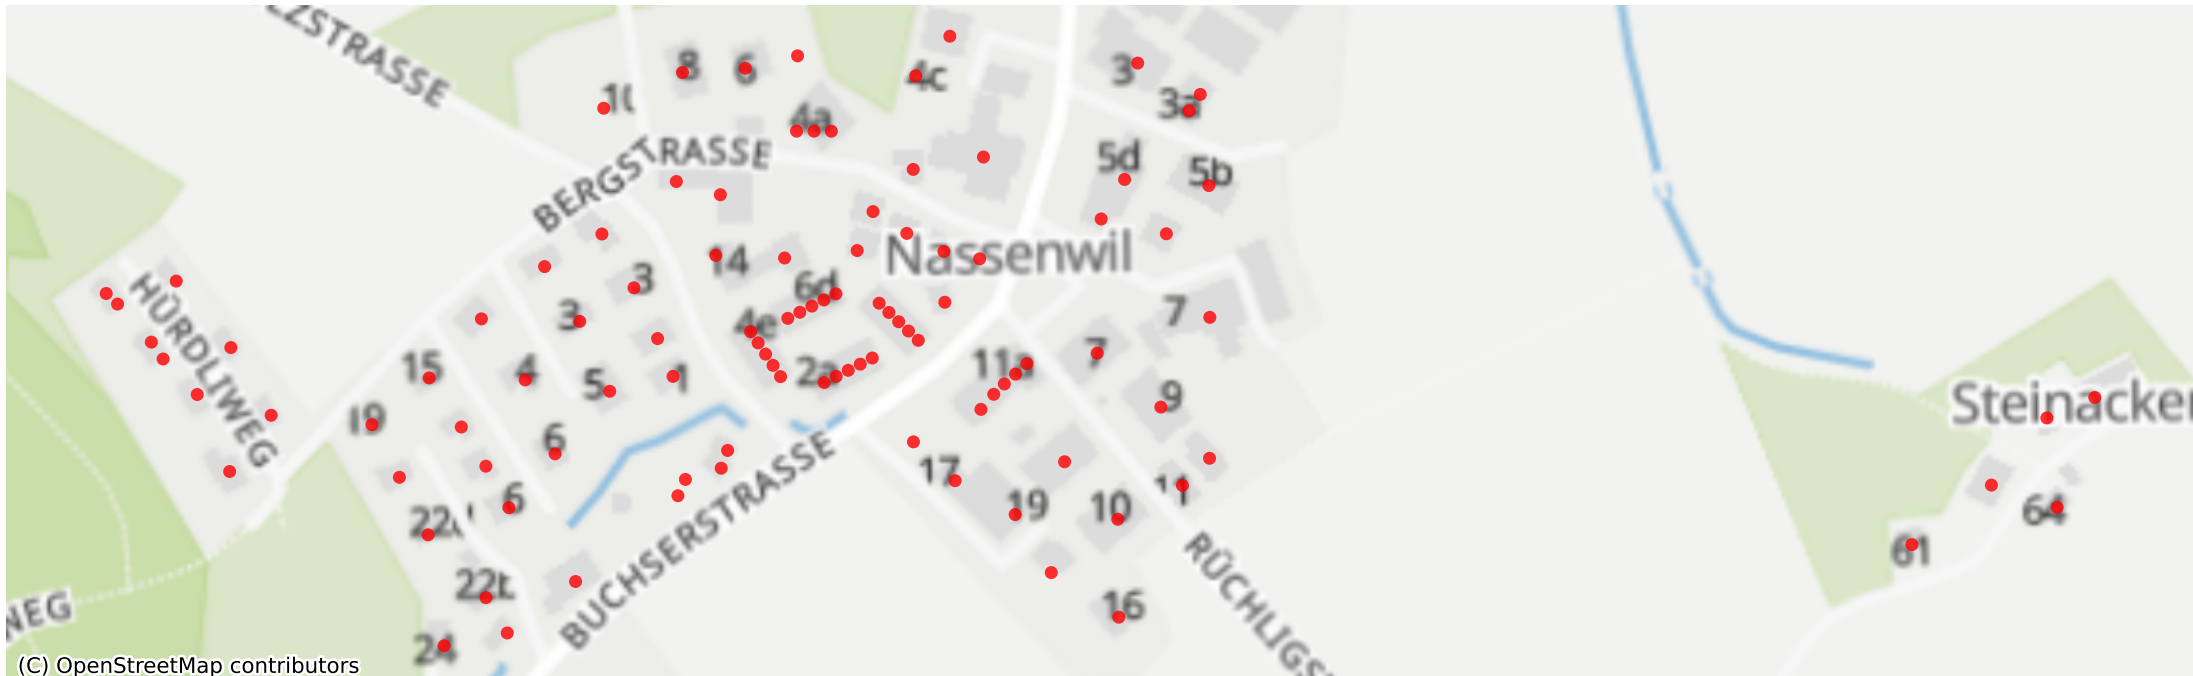 ZSTRASSE
8
6
4c
3
10
4a
3a
BERGSTRASSE
5d
5b
14
Nassenwil
3
6d
HÜRDLIWEG
3
4e
7
15
4
5
1
2a
11a
7
19
9
Steinacker
6
BUCHSERSTRASSE
17
6
19
10
11
64
22b
61
16
RÜCHLIGS
24
(C) OpenStreetMap contributors